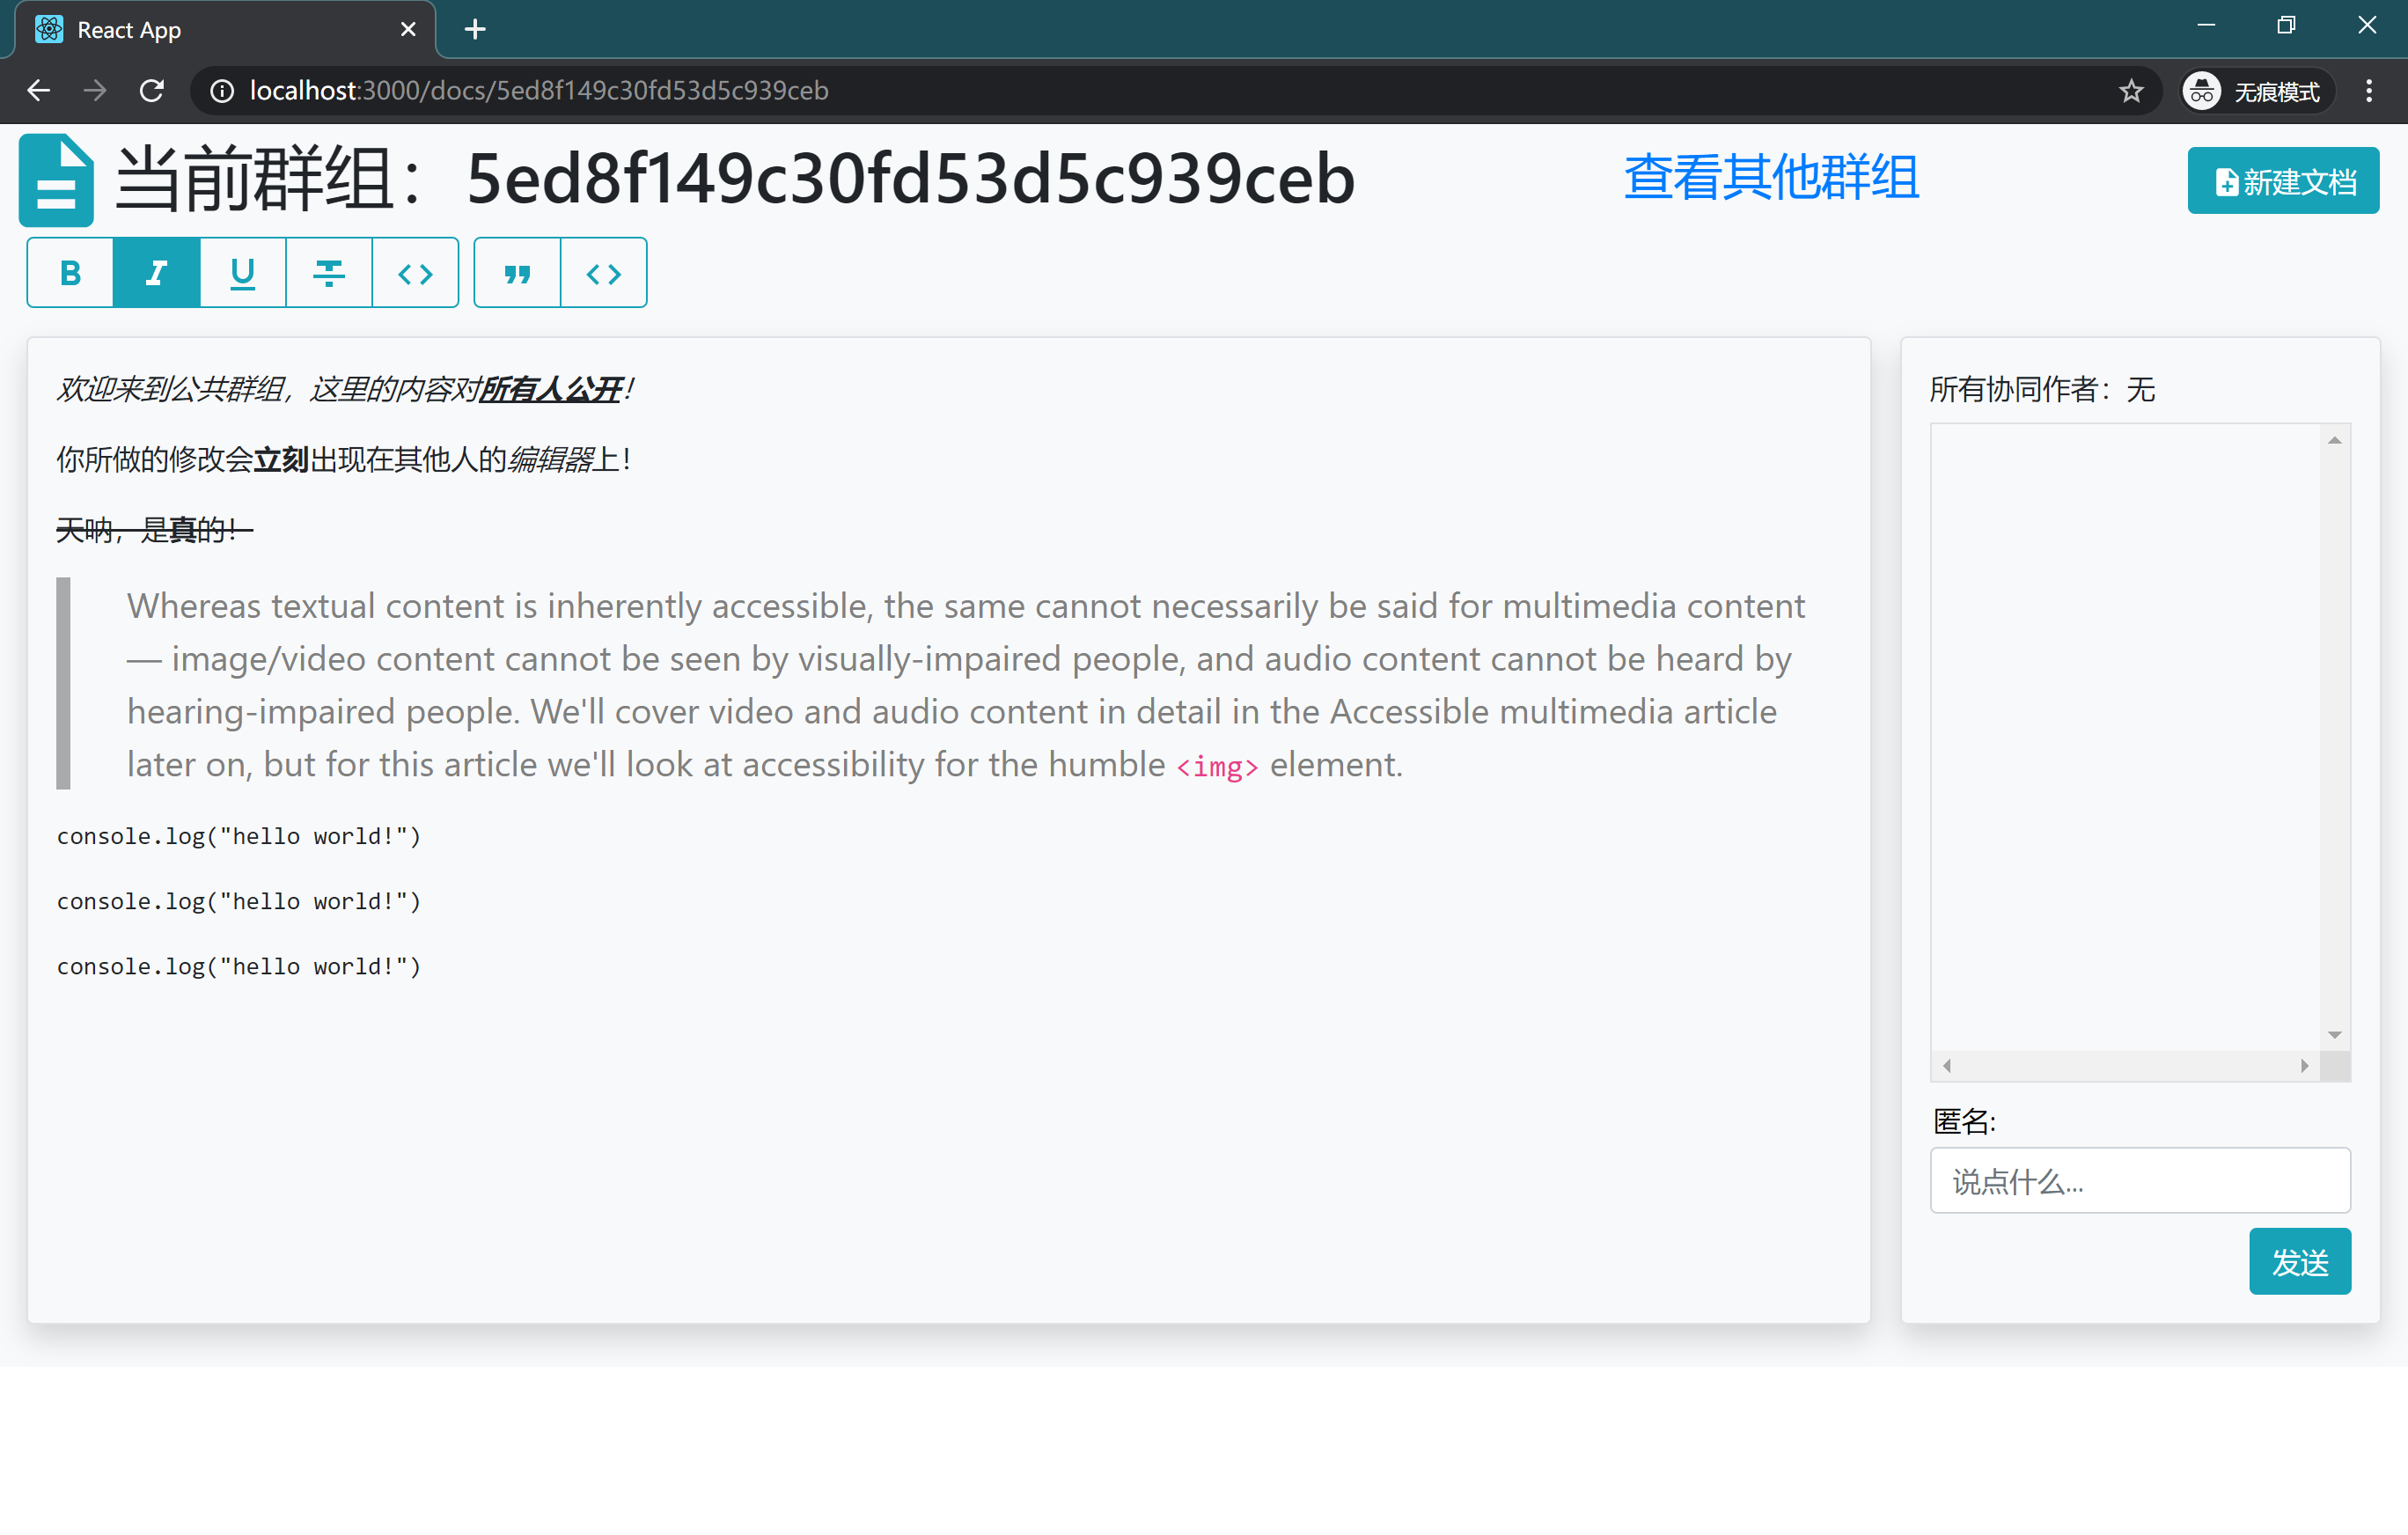 React App
localhost:3000/docs/5ed8f149c30fd53d5c939ceb
无痕模式
当前群组：5ed8f149c30fd53d5c939ceb
查看其他群组
新建文档
B I U
欢迎来到公共群组，这里的内容对所有人公开！
你所做的修改会立刻出现在其他人的编辑器上！
天呐，是真的！
Whereas textual content is inherently accessible, the same cannot necessarily be said for multimedia content
— image/video content cannot be seen by visually-impaired people, and audio content cannot be heard by
hearing-impaired people. We'll cover video and audio content in detail in the Accessible multimedia article
later on, but for this article we'll look at accessibility for the humble <img> element.
console.log("hello world!")
console.log("hello world!")
console.log("hello world!")
所有协同作者：无
匿名:
说点什么...
发送